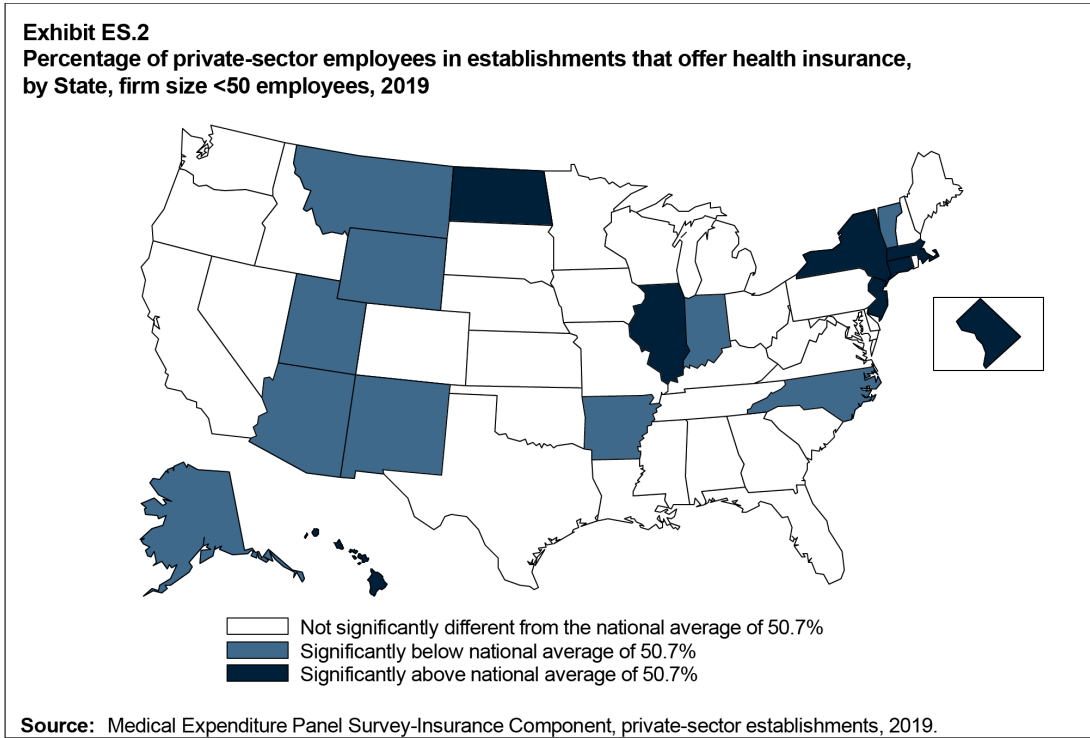 Exhibit ES.2
Percentage of private-sector employees in establishments that offer health insurance,
by State, firm size <50 employees, 2019
Not significantly different from the national average of 50.7%
Significantly below national average of 50.7%
Significantly above national average of 50.7%
Source: Medical Expenditure Panel Survey-Insurance Component, private-sector establishments, 2019.